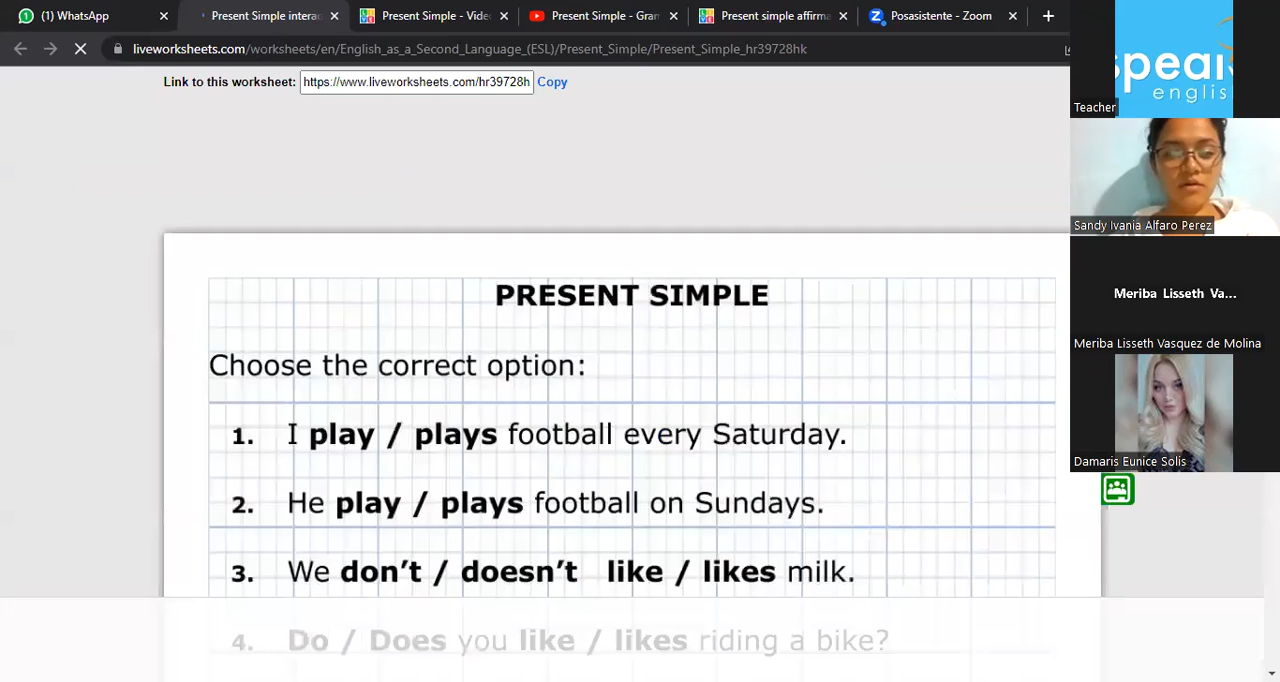 (1) WhatsApp
Present Simple interac
Present Simple - Vide
Present Simple - Gran
Present simple affirma
Posasistente - Zoom
liveworksheets.com/worksheets/en/English_as_a_Second_Language_(ESL)/Present_Simple/Present_Simple_hr39728hk
Link to this worksheet: https://www.liveworksheets.com/hr39728h Copy
PRESENT SIMPLE
Choose the correct option:
1. I play / plays football every Saturday.
2. He play / plays football on Sundays.
3. We don't / doesn't like / likes milk.
4. Do / Does you like / likes riding a bike?
speak
englis
Teacher
Sandy Ivania Alfaro Perez
Meriba Lisseth Va...
Meriba Lisseth Vasquez de Molina
Damaris Eunice Solis